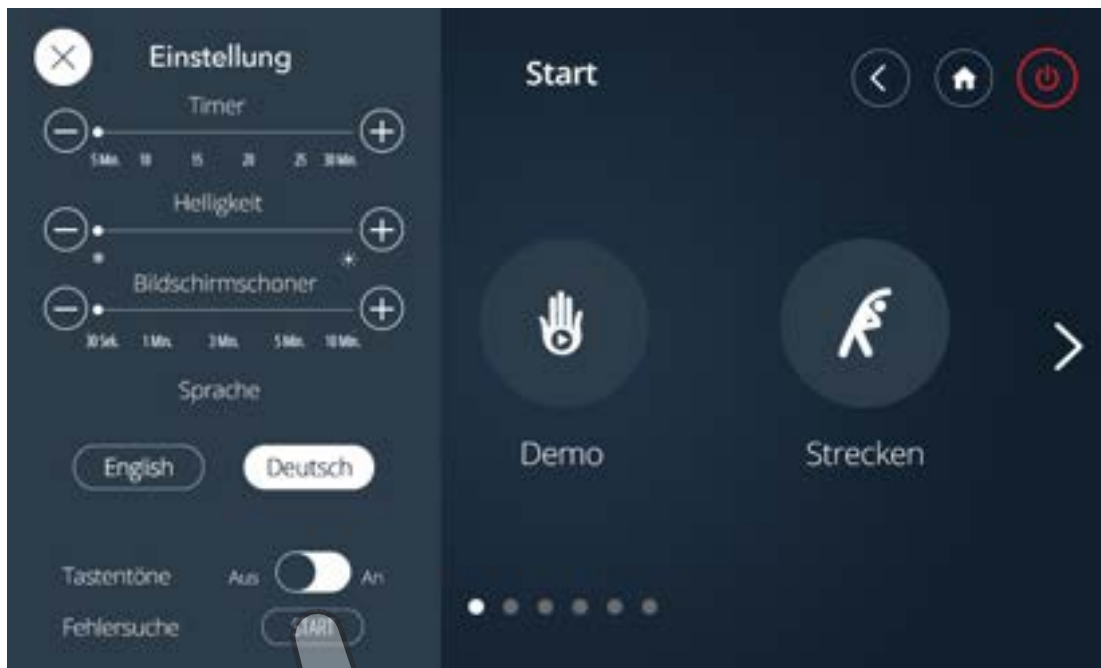 Einstellung
Start
Timer
5 Min. 10 15 20 25 30 Min.
Helligkeit
Bildschirmschoner
30 Sek. 1 Min. 3 Min. 5 Min. 10 Min.
Sprache
English Deutsch
Demo Strecken
Tastentöne Aus An
Fehlersuche START